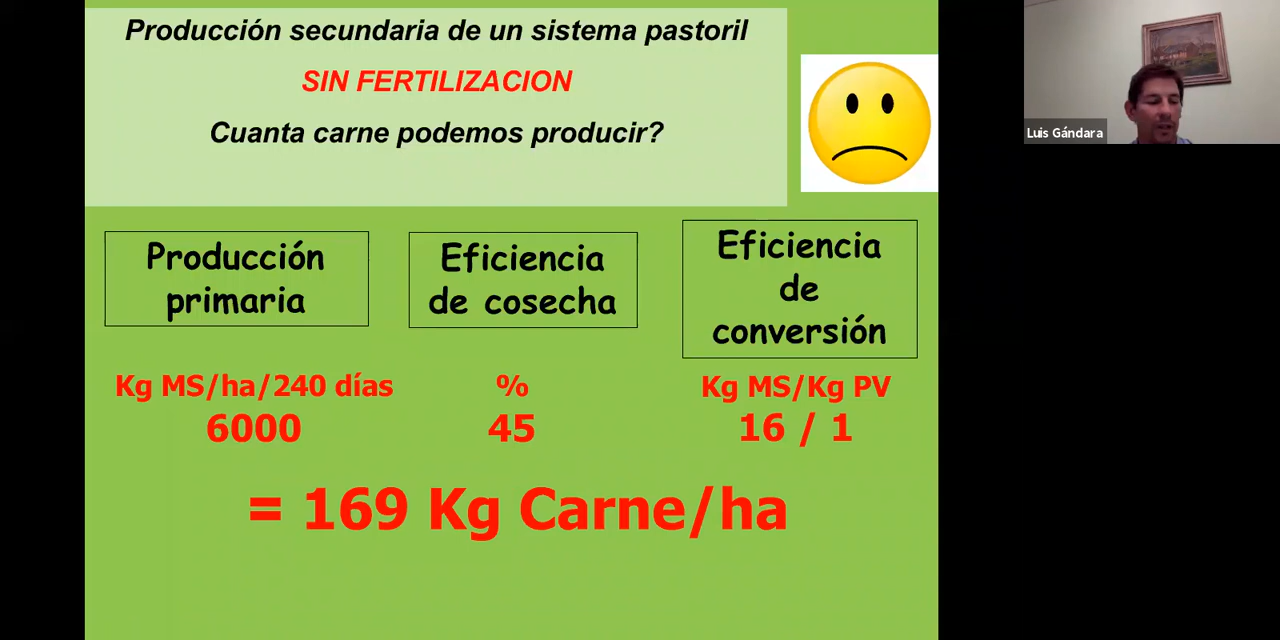 Producción secundaria de un sistema pastoril
SIN FERTILIZACION
Cuanta carne podemos producir?
Luis Gándara
Producción
primaria
Eficiencia
de cosecha
Eficiencia
de
conversión
Kg MS/ha/240 días
%
Kg MS/Kg PV
6000
45
16 / 1
= 169 Kg Carne/ha